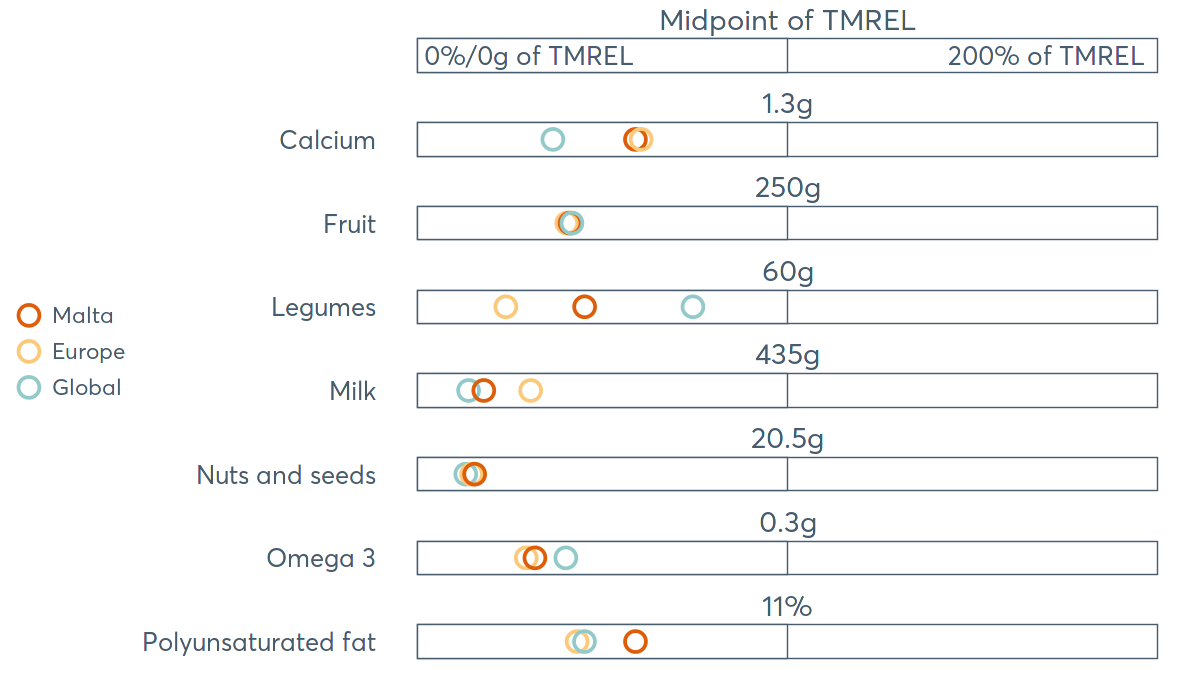 Midpoint of TMREL
0%/0g of TMREL 200% of TMREL
1.3g
Calcium
250g
Fruit
60g
Legumes
435g
Milk
20.5g
Nuts and seeds
0.3g
Omega 3
11%
Polyunsaturated fat
Malta
Europe
Global